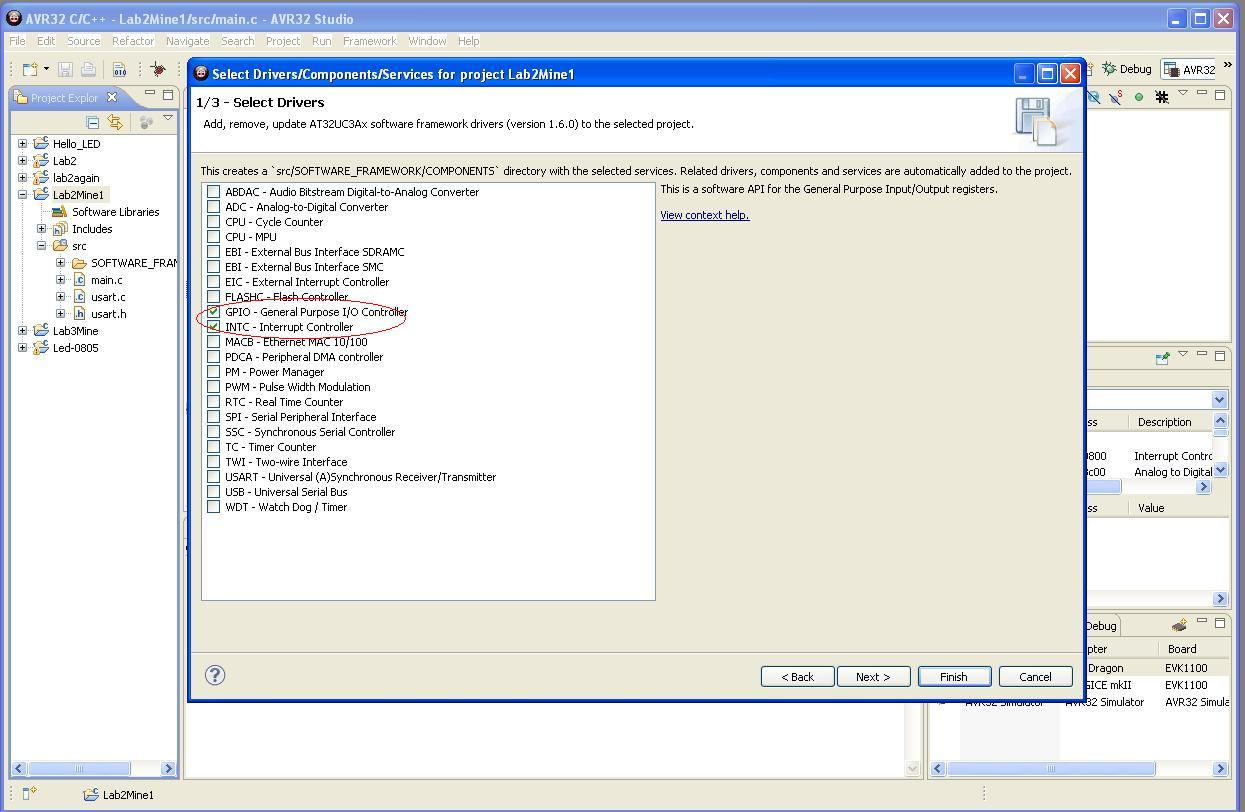 AVR32 C/C++ - Lab2Mine1/src/main.c - AVR32 Studio
File Edit Source Refactor Navigate Search Project Run Framework Window Help
Debug
AVR32
»
Project Explor
Hello_LED
Lab2
lab2again
Lab2Mine1
Software Libraries
Includes
src
SOFTWARE_FRA
main.c
usart.c
usart.h
Lab3Mine
Led-0805
Select Drivers/Components/Services for project Lab2Mine1
1/3 - Select Drivers
Add, remove, update AT32UC3Ax software framework drivers (version 1.6.0) to the selected project.
This creates a `src/SOFTWARE_FRAMEWORK/COMPONENTS` directory with the selected services. Related drivers, components and services are automatically added to the project.
ABDAC - Audio Bitstream Digital-to-Analog Converter
ADC - Analog-to-Digital Converter
CPU - Cycle Counter
CPU - MPU
EBI - External Bus Interface SDRAMC
EBI - External Bus Interface SMC
EIC - External Interrupt Controller
FLASHC - Flash Controller
GPIO - General Purpose I/O Controller
INTC - Interrupt Controller
MACB - Ethernet MAC 10/100
PDCA - Peripheral DMA controller
PM - Power Manager
PWM - Pulse Width Modulation
RTC - Real Time Counter
SPI - Serial Peripheral Interface
SSC - Synchronous Serial Controller
TC - Timer Counter
TWI - Two-wire Interface
USART - Universal (A)Synchronous Receiver/Transmitter
USB - Universal Serial Bus
WDT - Watch Dog / Timer
This is a software API for the General Purpose Input/Output registers.
View context help.
< Back Next > Finish Cancel
ss Description
0800 Interrupt Contro
c00 Analog to Digital
ss Value
Debug
pter Board
Dragon EVK1100
GICE mkII EVK1100
AVR32 Simulator AVR32 Simulator AVR32 Simula
Lab2Mine1